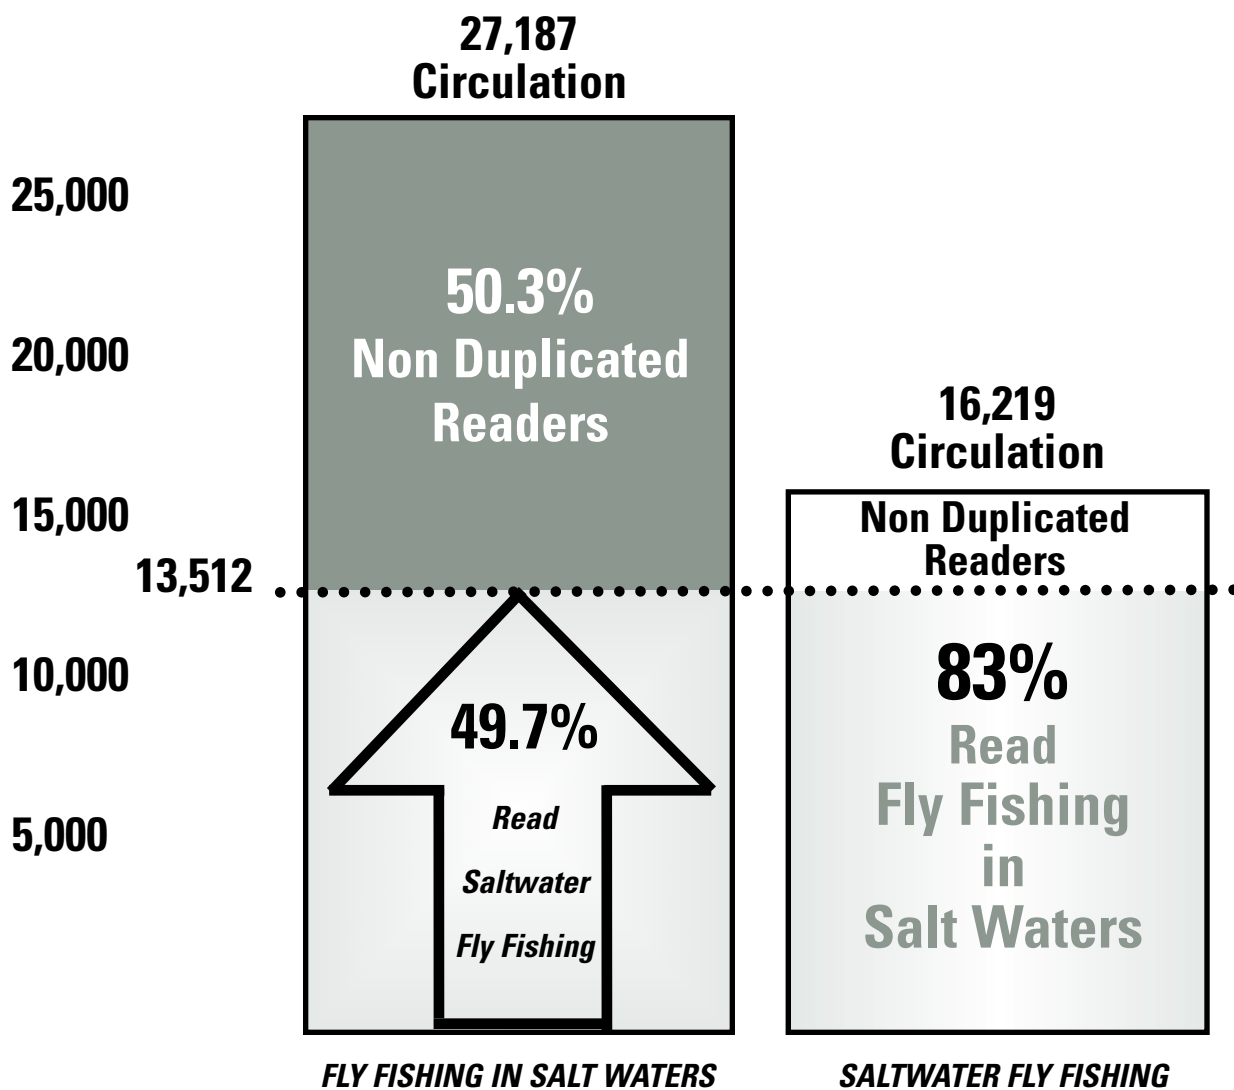 27,187
Circulation
25,000
50.3%
Non Duplicated
Readers
20,000
16,219
Circulation
15,000
Non Duplicated
Readers
13,512
10,000
83%
Read
Fly Fishing
in
Salt Waters
49.7%
Read
Saltwater
Fly Fishing
5,000
FLY FISHING IN SALT WATERS
SALTWATER FLY FISHING